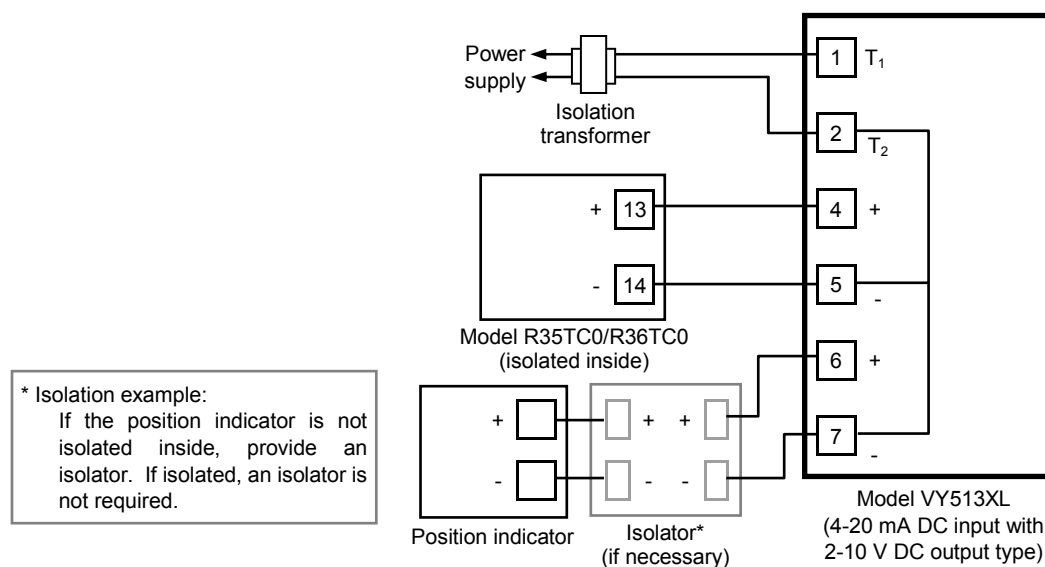 Power
supply
Isolation
transformer
1 T1
2 T2
+ 13
- 14
4 +
5 -
Model R35TC0/R36TC0
(isolated inside)
6 +
7 -
* Isolation example:
If the position indicator is not
isolated inside, provide an
isolator. If isolated, an isolator is
not required.
+ + +
- - -
Position indicator
Isolator*
(if necessary)
Model VY513XL
(4-20 mA DC input with
2-10 V DC output type)